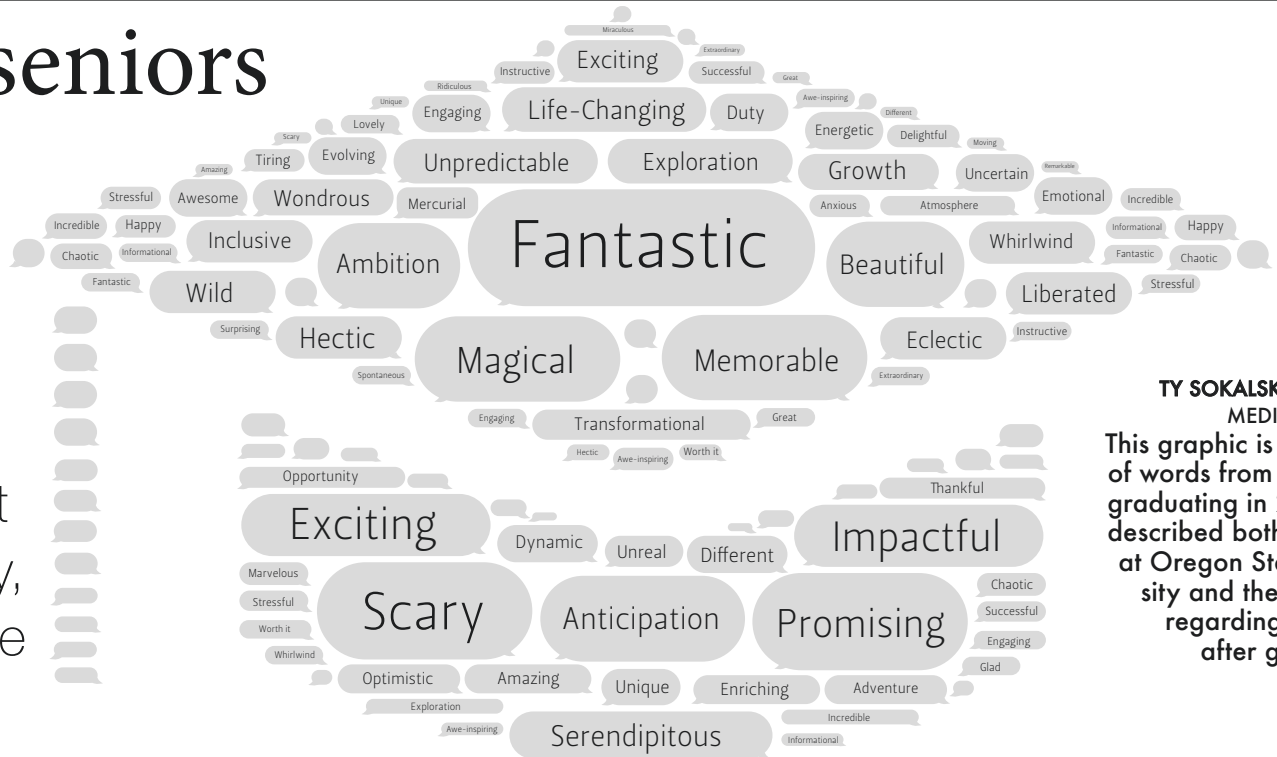 seniors
Miraculous
Extraordinary
Exciting
Instructive
Successful
Great
Ridiculous
Unique
Engaging
Life-Changing
Duty
Awe-inspiring
Different
Lovely
Energetic
Delightful
Scary
Moving
Tiring
Evolving
Unpredictable
Exploration
Growth
Uncertain
Remarkable
Amazing
Stressful
Awesome
Wondrous
Mercurial
Anxious
Atmosphere
Emotional
Incredible
Incredible
Happy
Inclusive
Fantastic
Whirlwind
Informational
Happy
Chaotic
Informational
Ambition
Beautiful
Fantastic
Chaotic
Fantastic
Wild
Liberated
Stressful
Surprising
Hectic
Magical
Memorable
Eclectic
Instructive
Spontaneous
Extraordinary
Engaging
Transformational
Great
Hectic
Awe-inspiring
Worth it
Opportunity
Thankful
Exciting
Dynamic
Unreal
Different
Impactful
Marvelous
Scary
Anticipation
Promising
Chaotic
Stressful
Successful
Worth it
Engaging
Whirlwind
Glad
Optimistic
Amazing
Unique
Enriching
Adventure
Exploration
Incredible
Awe-inspiring
Serendipitous
Informational
t
y,
e
TY SOKALSK
MEDI
This graphic is
of words from
graduating in
described both
at Oregon Sta
sity and the
regarding
after g